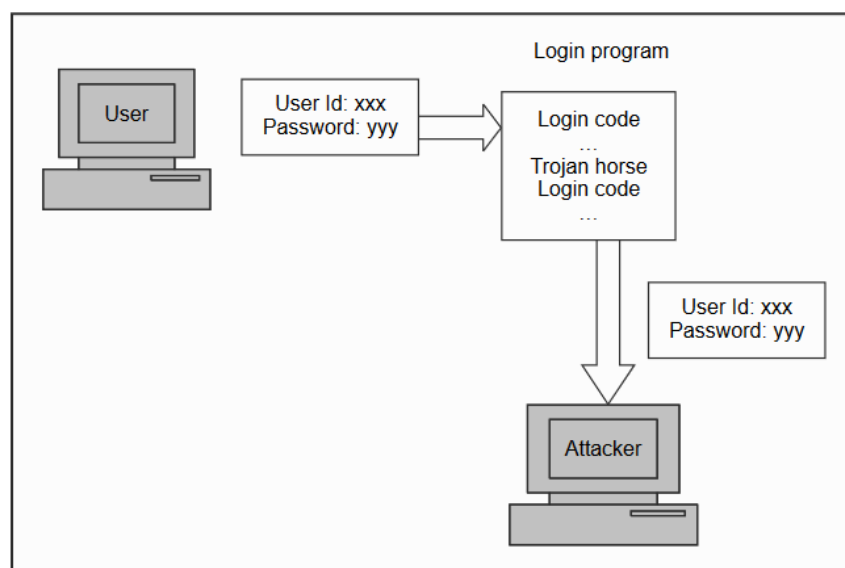 Login program
User
User Id: xxx
Password: yyy
Login code
...
Trojan horse
Login code
...
User Id: xxx
Password: yyy
Attacker